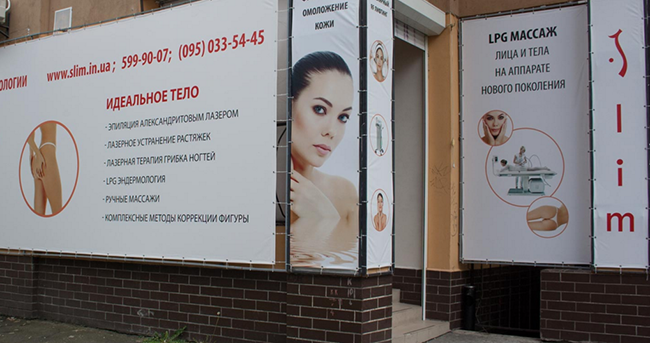 ОЛОГИИ
www.slim.in.ua ; 599-90-07; (095) 033-54-45
ИДЕАЛЬНОЕ ТЕЛО
- ЭПИЛЯЦИЯ АЛЕКСАНДРИТОВЫМ ЛАЗЕРОМ
- ЛАЗЕРНОЕ УСТРАНЕНИЕ РАСТЯЖЕК
- ЛАЗЕРНАЯ ТЕРАПИЯ ГРИБКА НОГТЕЙ
- LPG ЭНДЕРМОЛОГИЯ
- РУЧНЫЕ МАССАЖИ
- КОМПЛЕКСНЫЕ МЕТОДЫ КОРРЕКЦИИ ФИГУРЫ
ОМОЛОЖЕНИЕ
КОЖИ
LPG МАССАЖ
ЛИЦА И ТЕЛА
НА АППАРАТЕ
НОВОГО ПОКОЛЕНИЯ
Slim